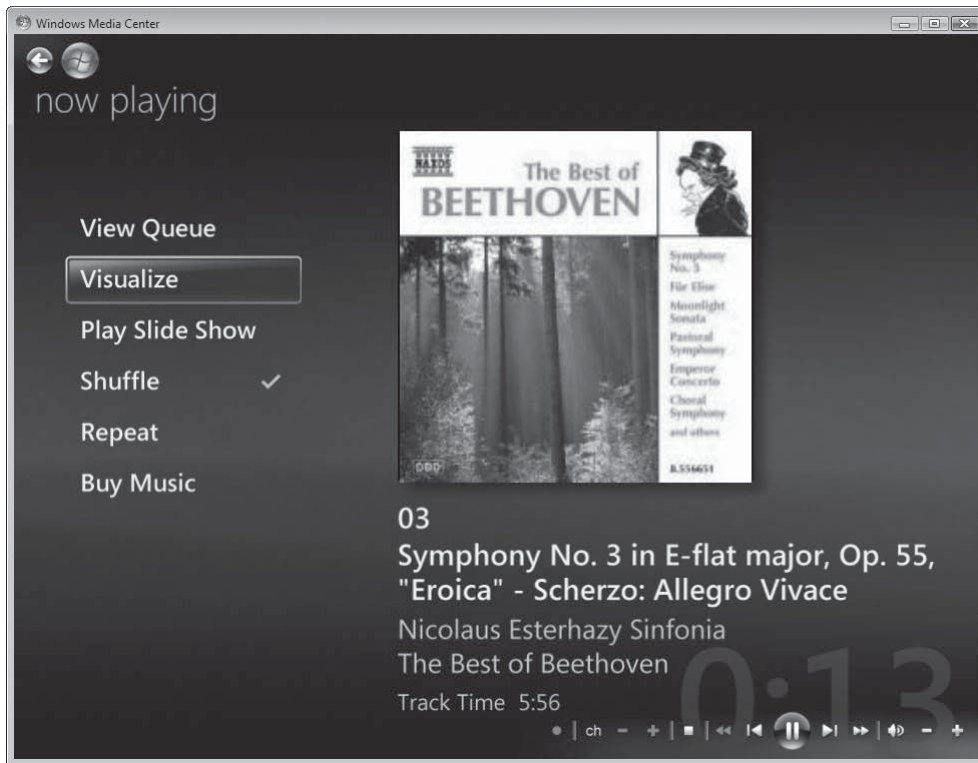 Windows Media Center
now playing
View Queue
Visualize
Play Slide Show
Shuffle
Repeat
Buy Music
NAXOS
The Best of
BEETHOVEN
Symphony
No. 3
Für Elise
Moonlight
Sonata
Pastoral
Symphony
Emperor
Concerto
Choral
Symphony
and others
DDD
8.556651
03
Symphony No. 3 in E-flat major, Op. 55,
"Eroica" - Scherzo: Allegro Vivace
Nicolaus Esterhazy Sinfonia
The Best of Beethoven
Track Time 5:56
0:13
ch